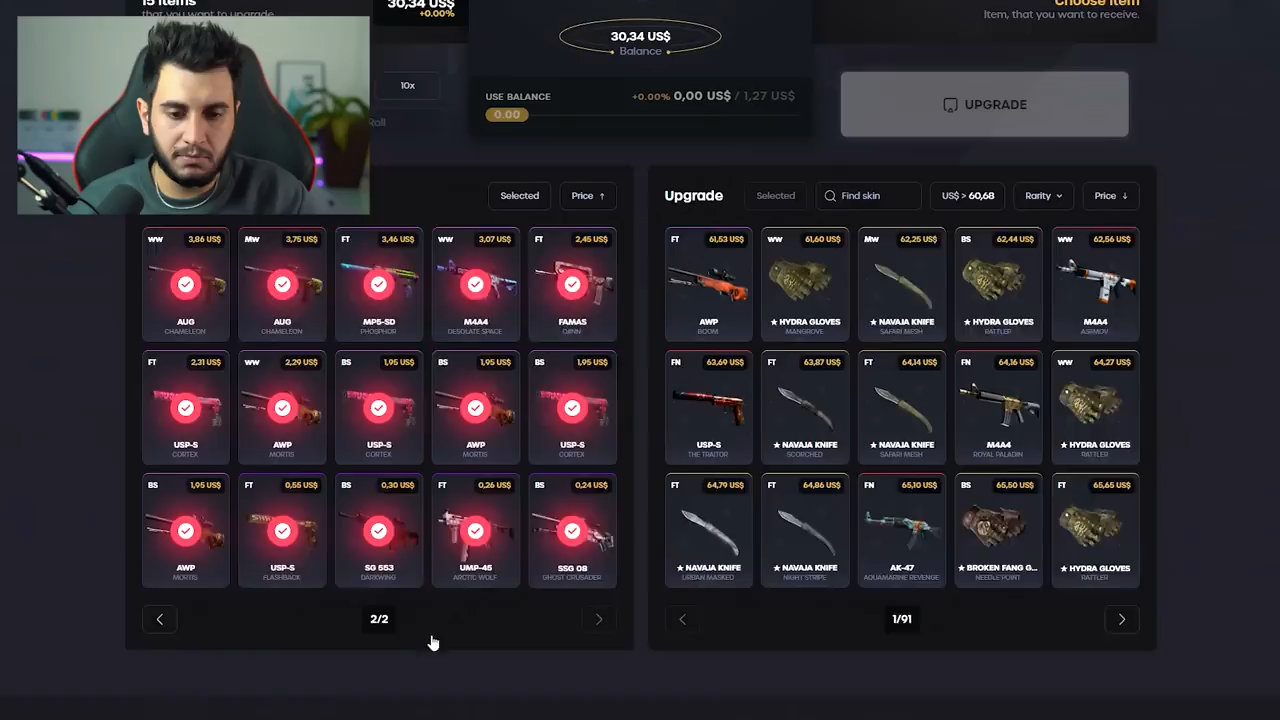 15 Items
that you want to upgrade
30,34 US$
+0.00%
Choose Item
Item, that you want to receive.
30,34 US$
Balance
10x
Roll
USE BALANCE
+0.00% 0,00 US$ / 1,27 US$
0.00
UPGRADE
Selected
Price ↑
Upgrade
Selected
Find skin
US$ > 60,68
Rarity
Price ↓
WW 3,86 US$
AUG
CHAMELEON
MW 3,75 US$
AUG
CHAMELEON
FT 3,46 US$
MP5-SD
PHOSPHOR
WW 3,07 US$
M4A4
DESOLATE SPACE
FT 2,45 US$
FAMAS
DJINN
FT 2,31 US$
USP-S
CORTEX
WW 2,29 US$
AWP
MORTIS
BS 1,95 US$
USP-S
CORTEX
BS 1,95 US$
AWP
MORTIS
BS 1,95 US$
USP-S
CORTEX
BS 1,95 US$
AWP
MORTIS
FT 0,55 US$
USP-S
FLASHBACK
BS 0,30 US$
SG 553
DARKWING
FT 0,26 US$
UMP-45
ARCTIC WOLF
BS 0,24 US$
SSG 08
GHOST CRUSADER
2/2
FT 61,53 US$
AWP
BOOM
WW 61,60 US$
★ HYDRA GLOVES
MANGROVE
MW 62,25 US$
★ NAVAJA KNIFE
SAFARI MESH
BS 62,44 US$
★ HYDRA GLOVES
RATTLER
WW 62,56 US$
M4A4
ASIIMOV
FN 63,69 US$
USP-S
THE TRAITOR
FT 63,87 US$
★ NAVAJA KNIFE
SCORCHED
FT 64,14 US$
★ NAVAJA KNIFE
SAFARI MESH
FN 64,16 US$
M4A4
ROYAL PALADIN
WW 64,27 US$
★ HYDRA GLOVES
RATTLER
FT 64,79 US$
★ NAVAJA KNIFE
URBAN MASKED
FT 64,86 US$
★ NAVAJA KNIFE
NIGHT STRIPE
FN 65,10 US$
AK-47
AQUAMARINE REVENGE
BS 65,50 US$
★ BROKEN FANG G...
NEEDLE POINT
FT 65,65 US$
★ HYDRA GLOVES
RATTLER
1/91